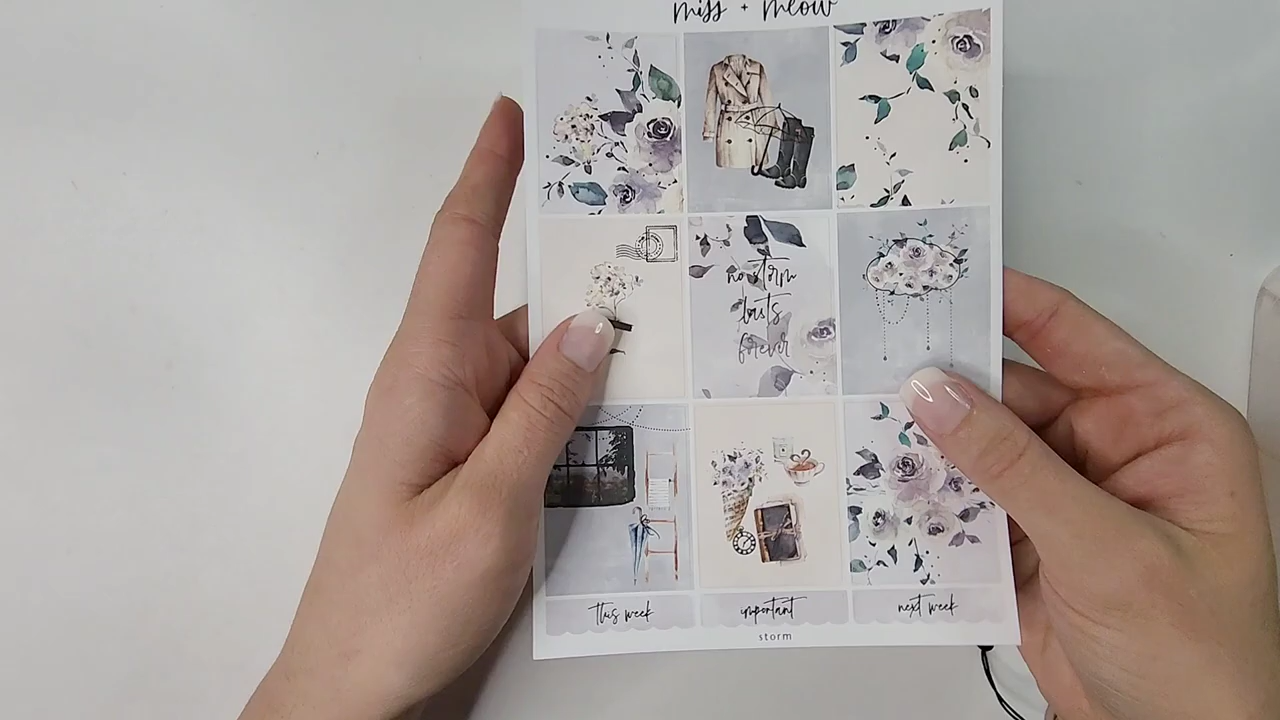 miss + meow
no storm
lasts
forever
this week
important
next week
storm